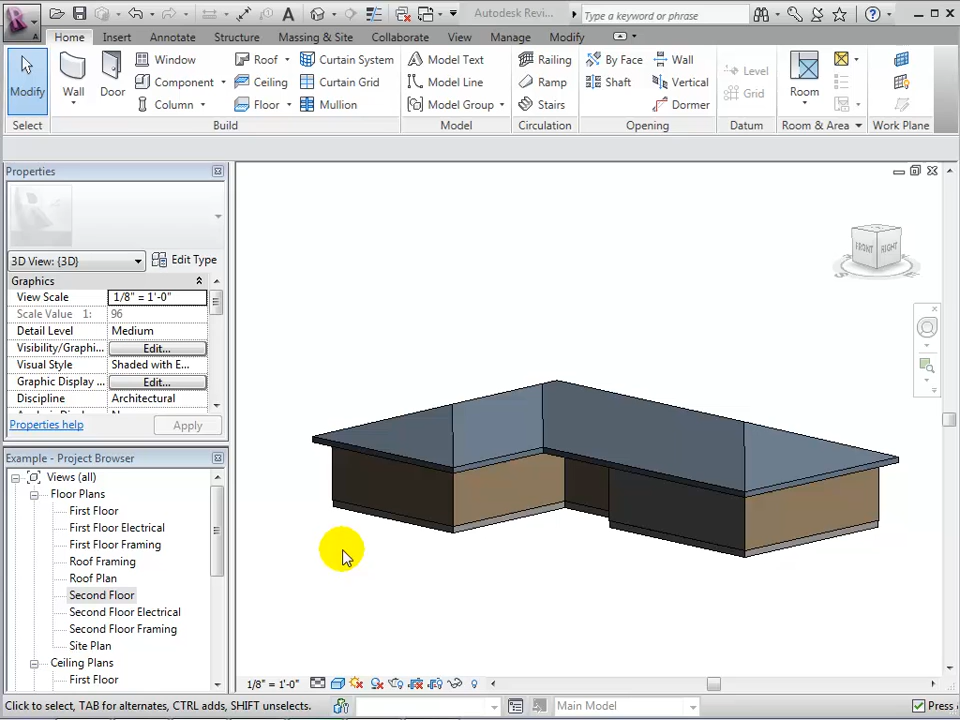 Autodesk Revi...
Type a keyword or phrase
Home Insert Annotate Structure Massing & Site Collaborate View Manage Modify
Modify
Wall
Door
Window
Component
Column
Roof
Ceiling
Floor
Curtain System
Curtain Grid
Mullion
Model Text
Model Line
Model Group
Railing
Ramp
Stairs
By Face
Shaft
Wall
Vertical
Dormer
Level
Grid
Room
Select Build Model Circulation Opening Datum Room & Area Work Plane
Properties
3D View: {3D} Edit Type
Graphics
View Scale 1/8" = 1'-0"
Scale Value 1: 96
Detail Level Medium
Visibility/Graphi... Edit...
Visual Style Shaded with E...
Graphic Display ... Edit...
Discipline Architectural
Properties help Apply
Example - Project Browser
Views (all)
Floor Plans
First Floor
First Floor Electrical
First Floor Framing
Roof Framing
Roof Plan
Second Floor
Second Floor Electrical
Second Floor Framing
Site Plan
Ceiling Plans
First Floor
FRONT RIGHT
1/8" = 1'-0"
Click to select, TAB for alternates, CTRL adds, SHIFT unselects.
Main Model
Press